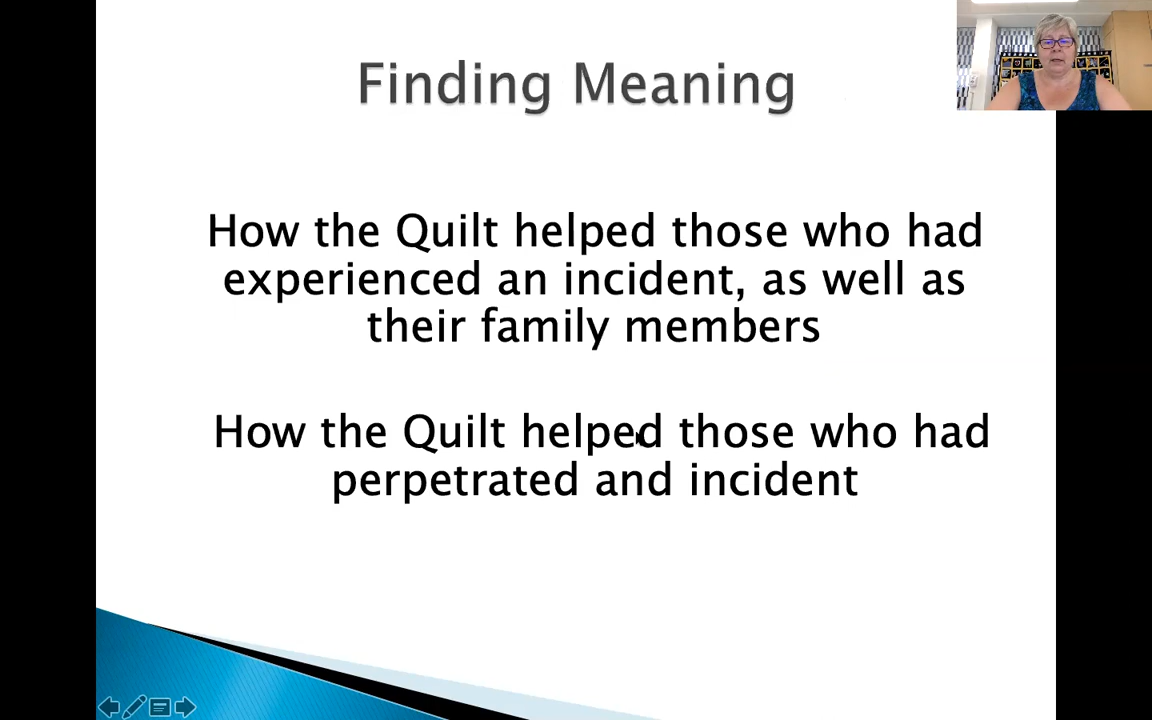 Finding Meaning
How the Quilt helped those who had
experienced an incident, as well as
their family members
How the Quilt helped those who had
perpetrated and incident